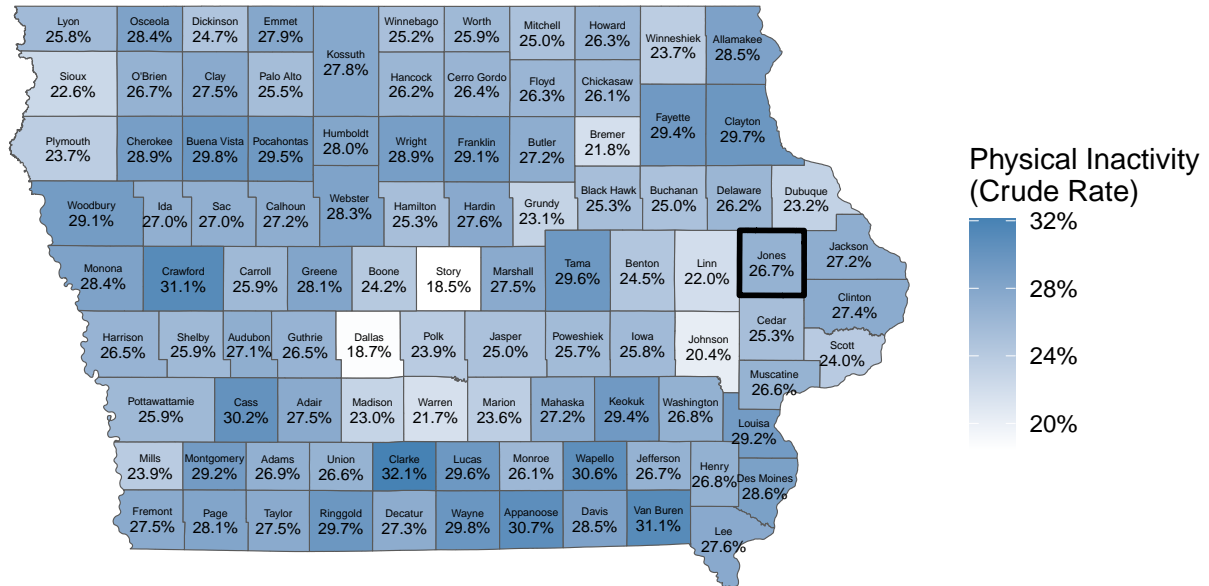 Lyon
25.8%
Osceola
28.4%
Dickinson
24.7%
Emmet
27.9%
Kossuth
27.8%
Winnebago
25.2%
Worth
25.9%
Mitchell
25.0%
Howard
26.3%
Winneshiek
23.7%
Allamakee
28.5%
Sioux
22.6%
O'Brien
26.7%
Clay
27.5%
Palo Alto
25.5%
Hancock
26.2%
Cerro Gordo
26.4%
Floyd
26.3%
Chickasaw
26.1%
Fayette
29.4%
Clayton
29.7%
Plymouth
23.7%
Cherokee
28.9%
Buena Vista
29.8%
Pocahontas
29.5%
Humboldt
28.0%
Wright
28.9%
Franklin
29.1%
Butler
27.2%
Bremer
21.8%
Woodbury
29.1%
Ida
27.0%
Sac
27.0%
Calhoun
27.2%
Webster
28.3%
Hamilton
25.3%
Hardin
27.6%
Grundy
23.1%
Black Hawk
25.3%
Buchanan
25.0%
Delaware
26.2%
Dubuque
23.2%
Monona
28.4%
Crawford
31.1%
Carroll
25.9%
Greene
28.1%
Boone
24.2%
Story
18.5%
Marshall
27.5%
Tama
29.6%
Benton
24.5%
Linn
22.0%
Jones
26.7%
Jackson
27.2%
Clinton
27.4%
Harrison
26.5%
Shelby
25.9%
Audubon
27.1%
Guthrie
26.5%
Dallas
18.7%
Polk
23.9%
Jasper
25.0%
Poweshiek
25.7%
Iowa
25.8%
Johnson
20.4%
Cedar
25.3%
Scott
24.0%
Muscatine
26.6%
Pottawattamie
25.9%
Cass
30.2%
Adair
27.5%
Madison
23.0%
Warren
21.7%
Marion
23.6%
Mahaska
27.2%
Keokuk
29.4%
Washington
26.8%
Louisa
29.2%
Mills
23.9%
Montgomery
29.2%
Adams
26.9%
Union
26.6%
Clarke
32.1%
Lucas
29.6%
Monroe
26.1%
Wapello
30.6%
Jefferson
26.7%
Henry
26.8%
Des Moines
28.6%
Fremont
27.5%
Page
28.1%
Taylor
27.5%
Ringgold
29.7%
Decatur
27.3%
Wayne
29.8%
Appanoose
30.7%
Davis
28.5%
Van Buren
31.1%
Lee
27.6%
Physical Inactivity
(Crude Rate)
32%
28%
24%
20%